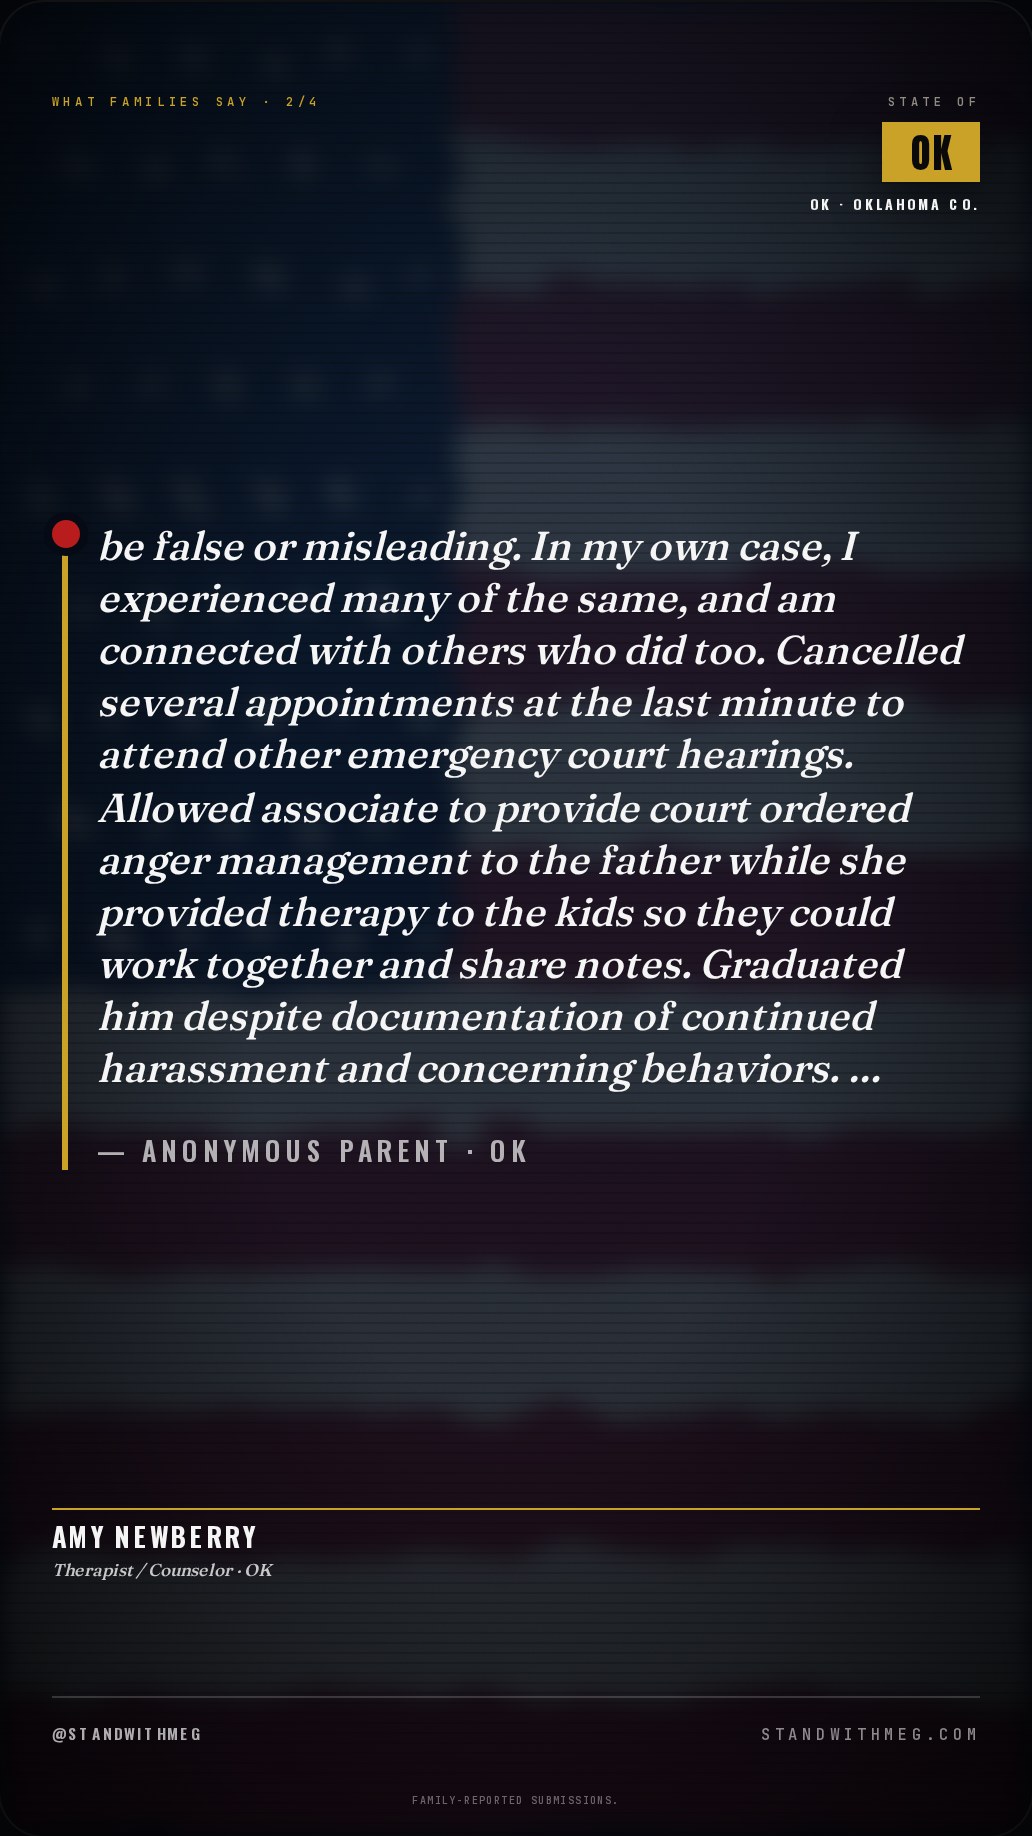 WHAT FAMILIES SAY · 2/4
STATE OF
OK
OK · OKLAHOMA CO.
be false or misleading. In my own case, I
experienced many of the same, and am
connected with others who did too. Cancelled
several appointments at the last minute to
attend other emergency court hearings.
Allowed associate to provide court ordered
anger management to the father while she
provided therapy to the kids so they could
work together and share notes. Graduated
him despite documentation of continued
harassment and concerning behaviors. ...
— ANONYMOUS PARENT · OK
AMY NEWBERRY
Therapist / Counselor · OK
@STANDWITHMEG
STANDWITHMEG.COM
FAMILY-REPORTED SUBMISSIONS.